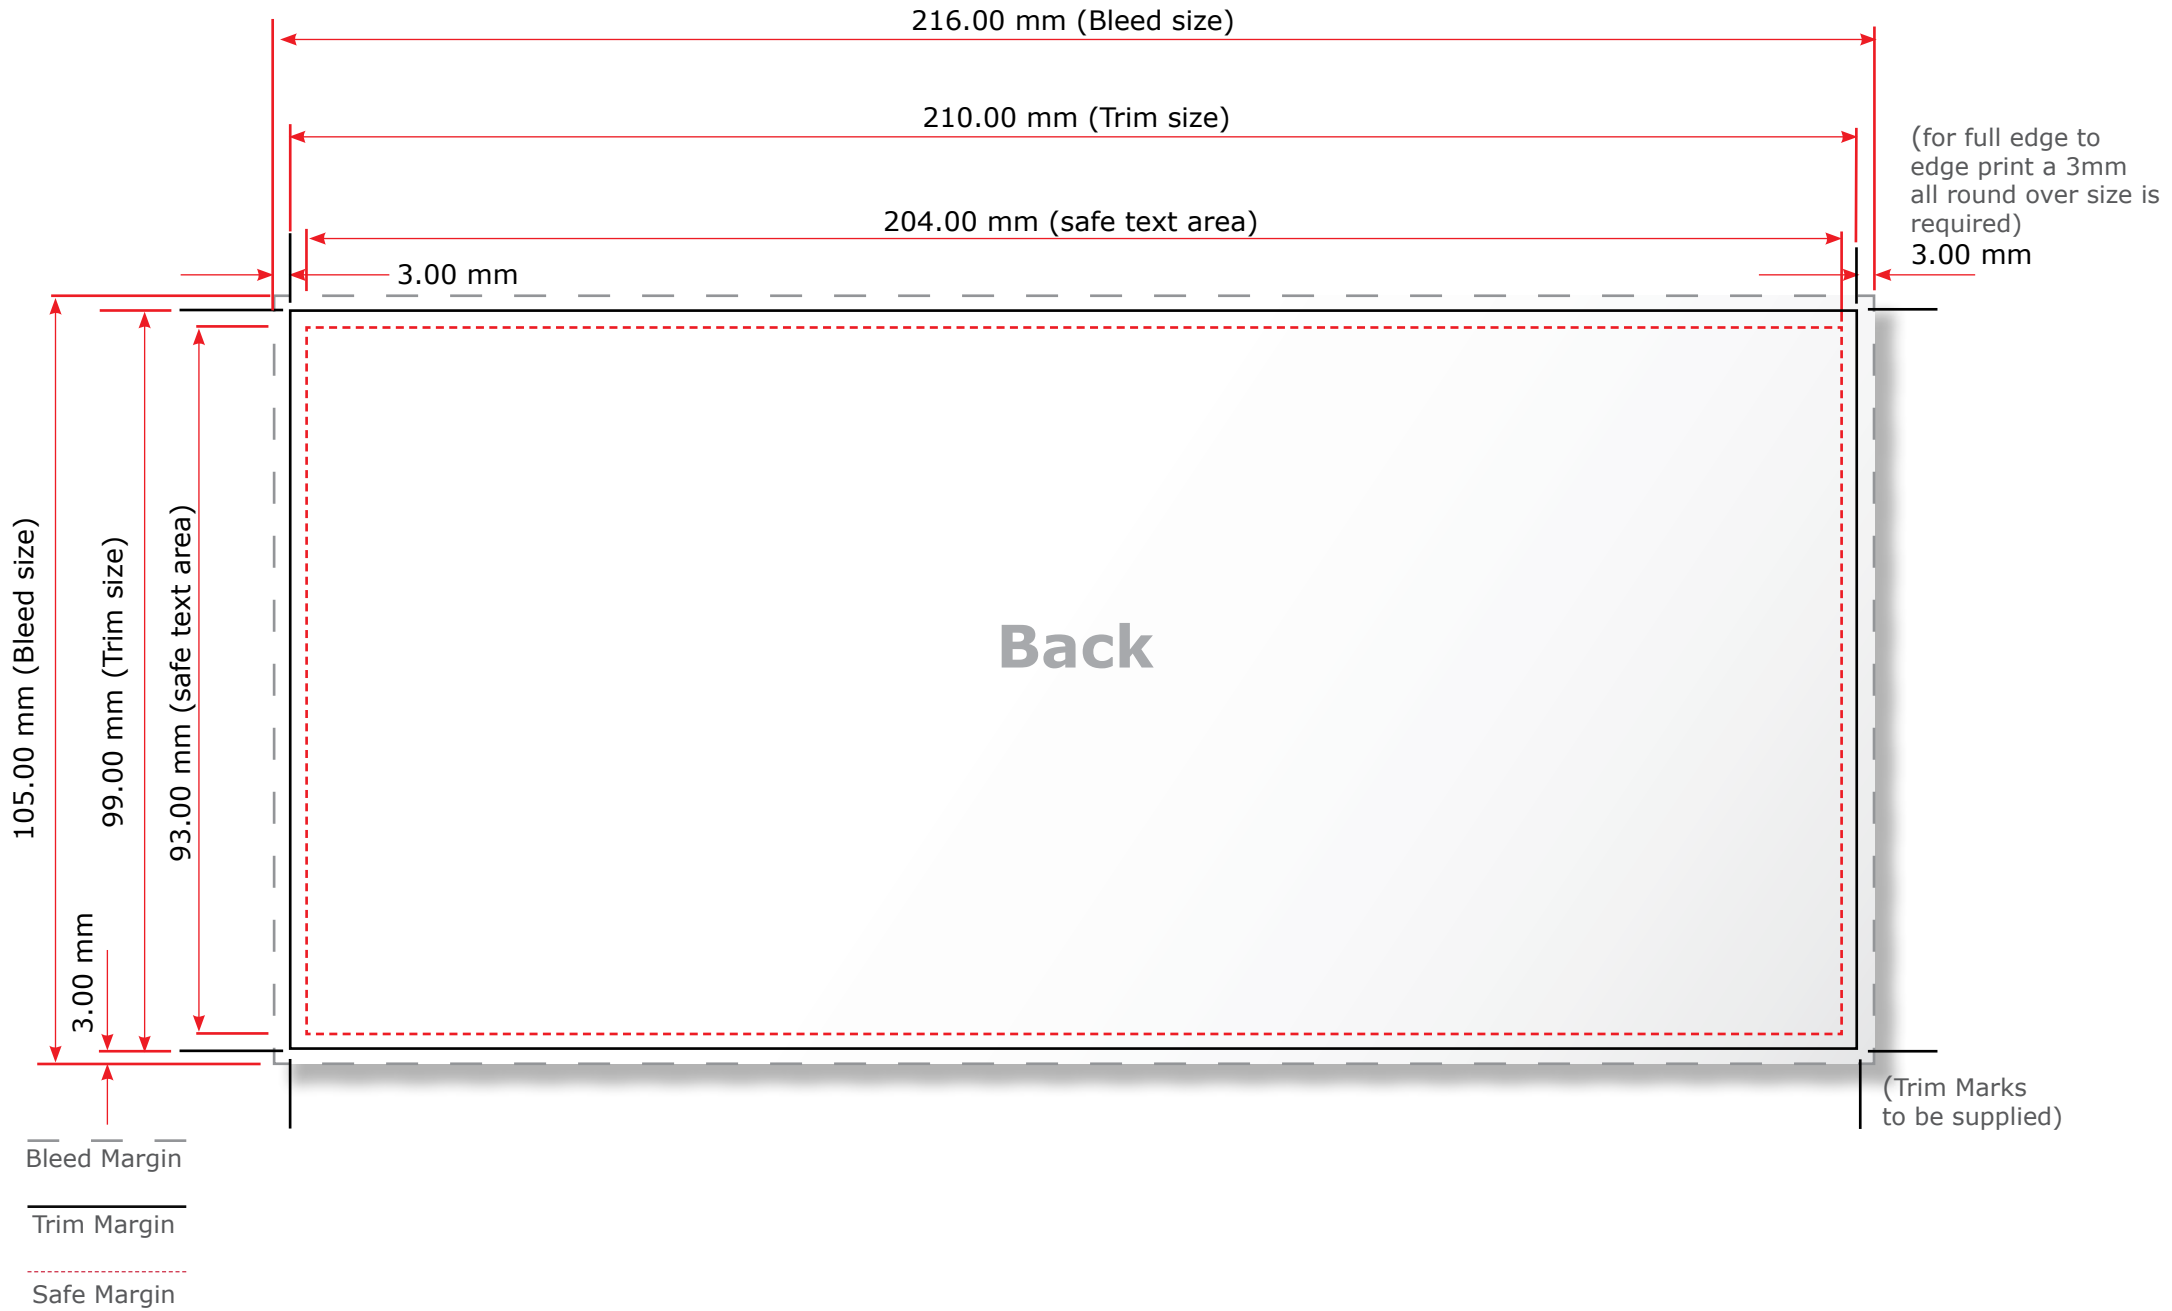 216.00 mm (Bleed size)
210.00 mm (Trim size)
(for full edge to
edge print a 3mm
all round over size is
required)
3.00 mm
204.00 mm (safe text area)
3.00 mm
105.00 mm (Bleed size)
99.00 mm (Trim size)
93.00 mm (safe text area)
Back
3.00 mm
(Trim Marks
to be supplied)
Bleed Margin
Trim Margin
Safe Margin